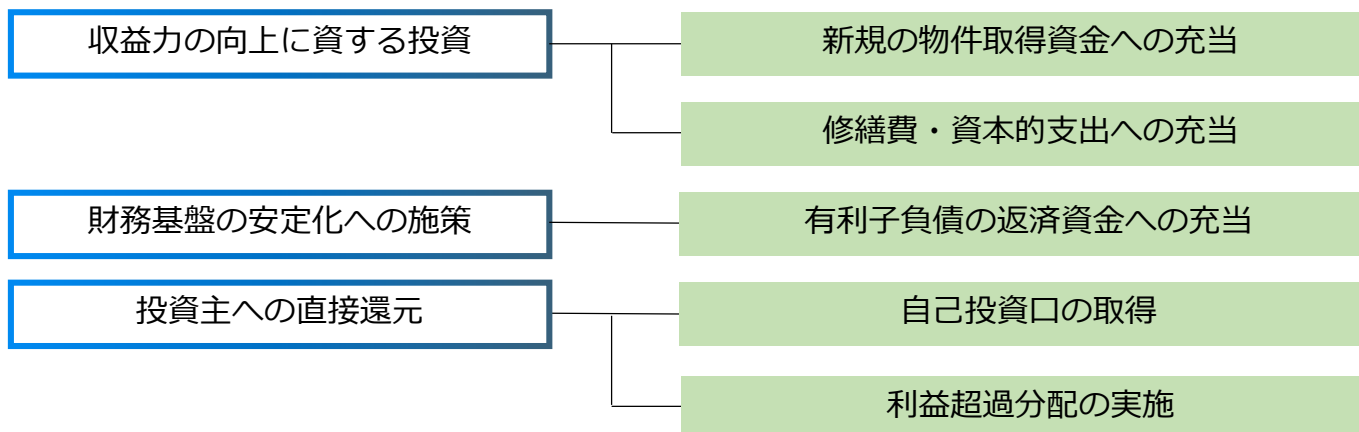 収益力の向上に資する投資
新規の物件取得資金への充当
修繕費・資本的支出への充当
財務基盤の安定化への施策
有利子負債の返済資金への充当
投資主への直接還元
自己投資口の取得
利益超過分配の実施